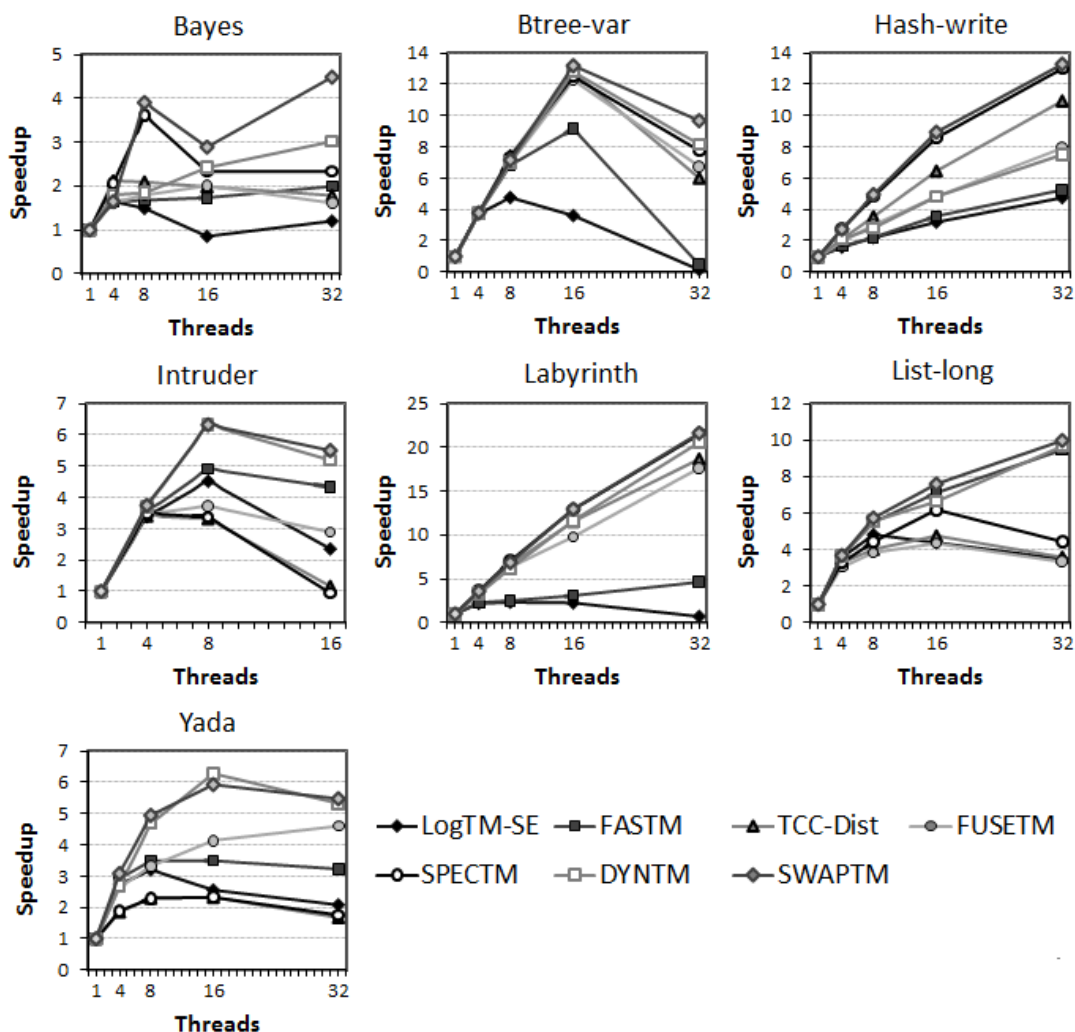 Bayes
5
4
3
2
1
0
Speedup
1 4 8 16 32
Threads
Btree-var
14
12
10
8
6
4
2
0
Speedup
1 4 8 16 32
Threads
Hash-write
14
12
10
8
6
4
2
0
Speedup
1 4 8 16 32
Threads
Intruder
7
6
5
4
3
2
1
0
Speedup
1 4 8 16
Threads
Labyrinth
25
20
15
10
5
0
Speedup
1 4 8 16 32
Threads
List-long
12
10
8
6
4
2
0
Speedup
1 4 8 16 32
Threads
Yada
7
6
5
4
3
2
1
0
Speedup
1 4 8 16 32
Threads
LogTM-SE FASTM TCC-Dist FUSETM
SPECTM DYNTM SWAPTM